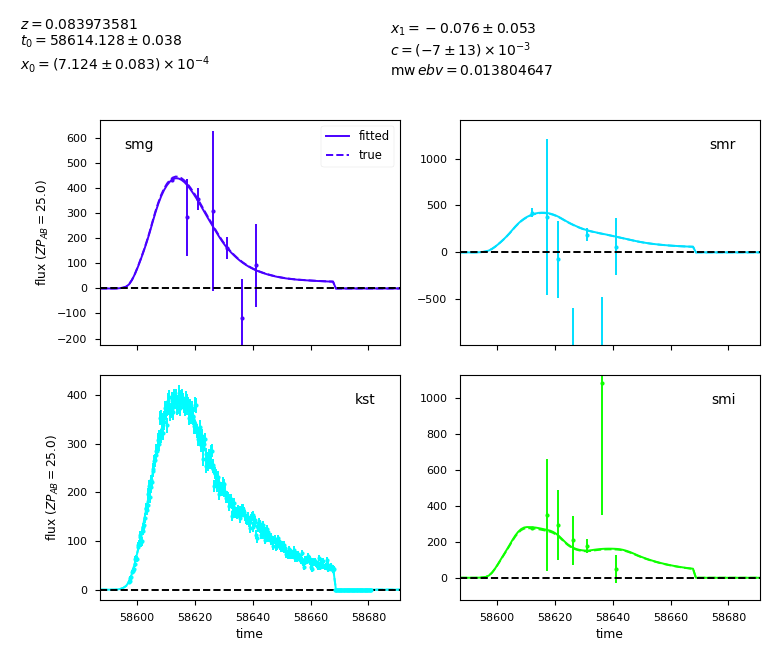 z = 0.083973581
t₀ = 58614.128 ± 0.038
x₀ = (7.124 ± 0.083) × 10⁻⁴
x₁ = −0.076 ± 0.053
c = (−7 ± 13) × 10⁻³
mw ebv = 0.013804647
smg
fitted
true
600
500
400
300
200
100
0
−100
−200
flux (ZP_AB = 25.0)
smr
1000
500
0
−500
kst
400
300
200
100
0
flux (ZP_AB = 25.0)
58600 58620 58640 58660 58680
time
smi
1000
800
600
400
200
0
58600 58620 58640 58660 58680
time